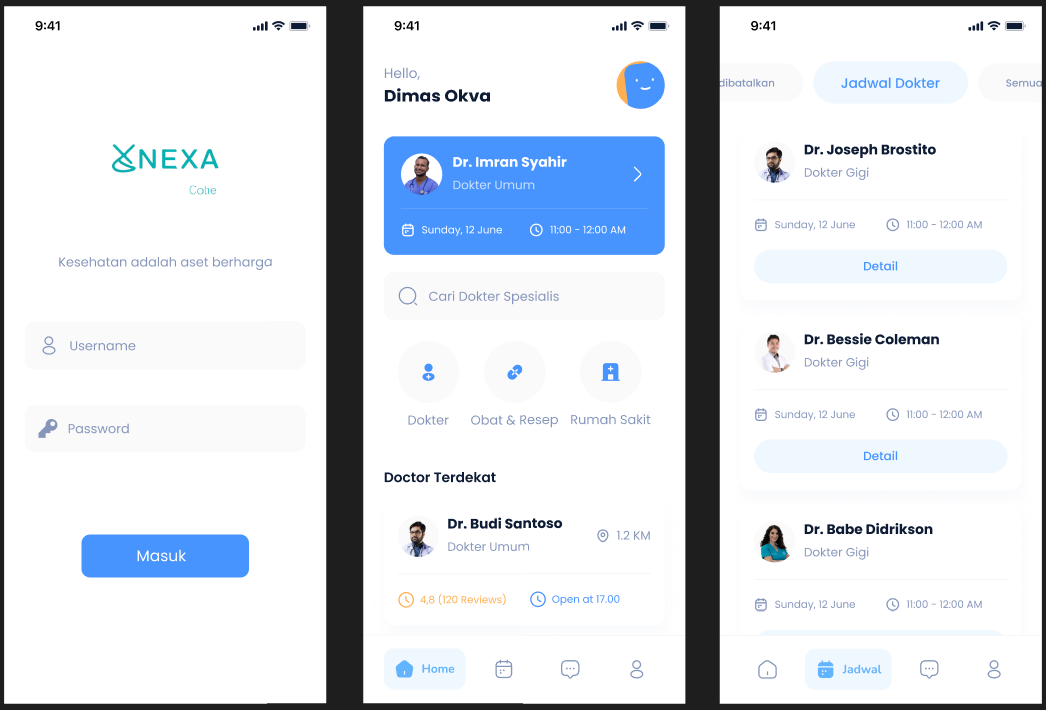 9:41
NEXA
Kesehatan adalah aset berharga
Username
Password
Masuk
9:41
Hello,
Dimas Okva
Dr. Imran Syahir
Dokter Umum
Sunday, 12 June
11:00 - 12:00 AM
Cari Dokter Spesialis
Dokter
Obat & Resep
Rumah Sakit
Doctor Terdekat
Dr. Budi Santoso
Dokter Umum
1.2 KM
4,8 (120 Reviews)
Open at 17.00
Home
9:41
dibatalkan
Jadwal Dokter
Semua
Dr. Joseph Brostito
Dokter Gigi
Sunday, 12 June
11:00 - 12:00 AM
Detail
Dr. Bessie Coleman
Dokter Gigi
Sunday, 12 June
11:00 - 12:00 AM
Detail
Dr. Babe Didrikson
Dokter Gigi
Sunday, 12 June
11:00 - 12:00 AM
Jadwal